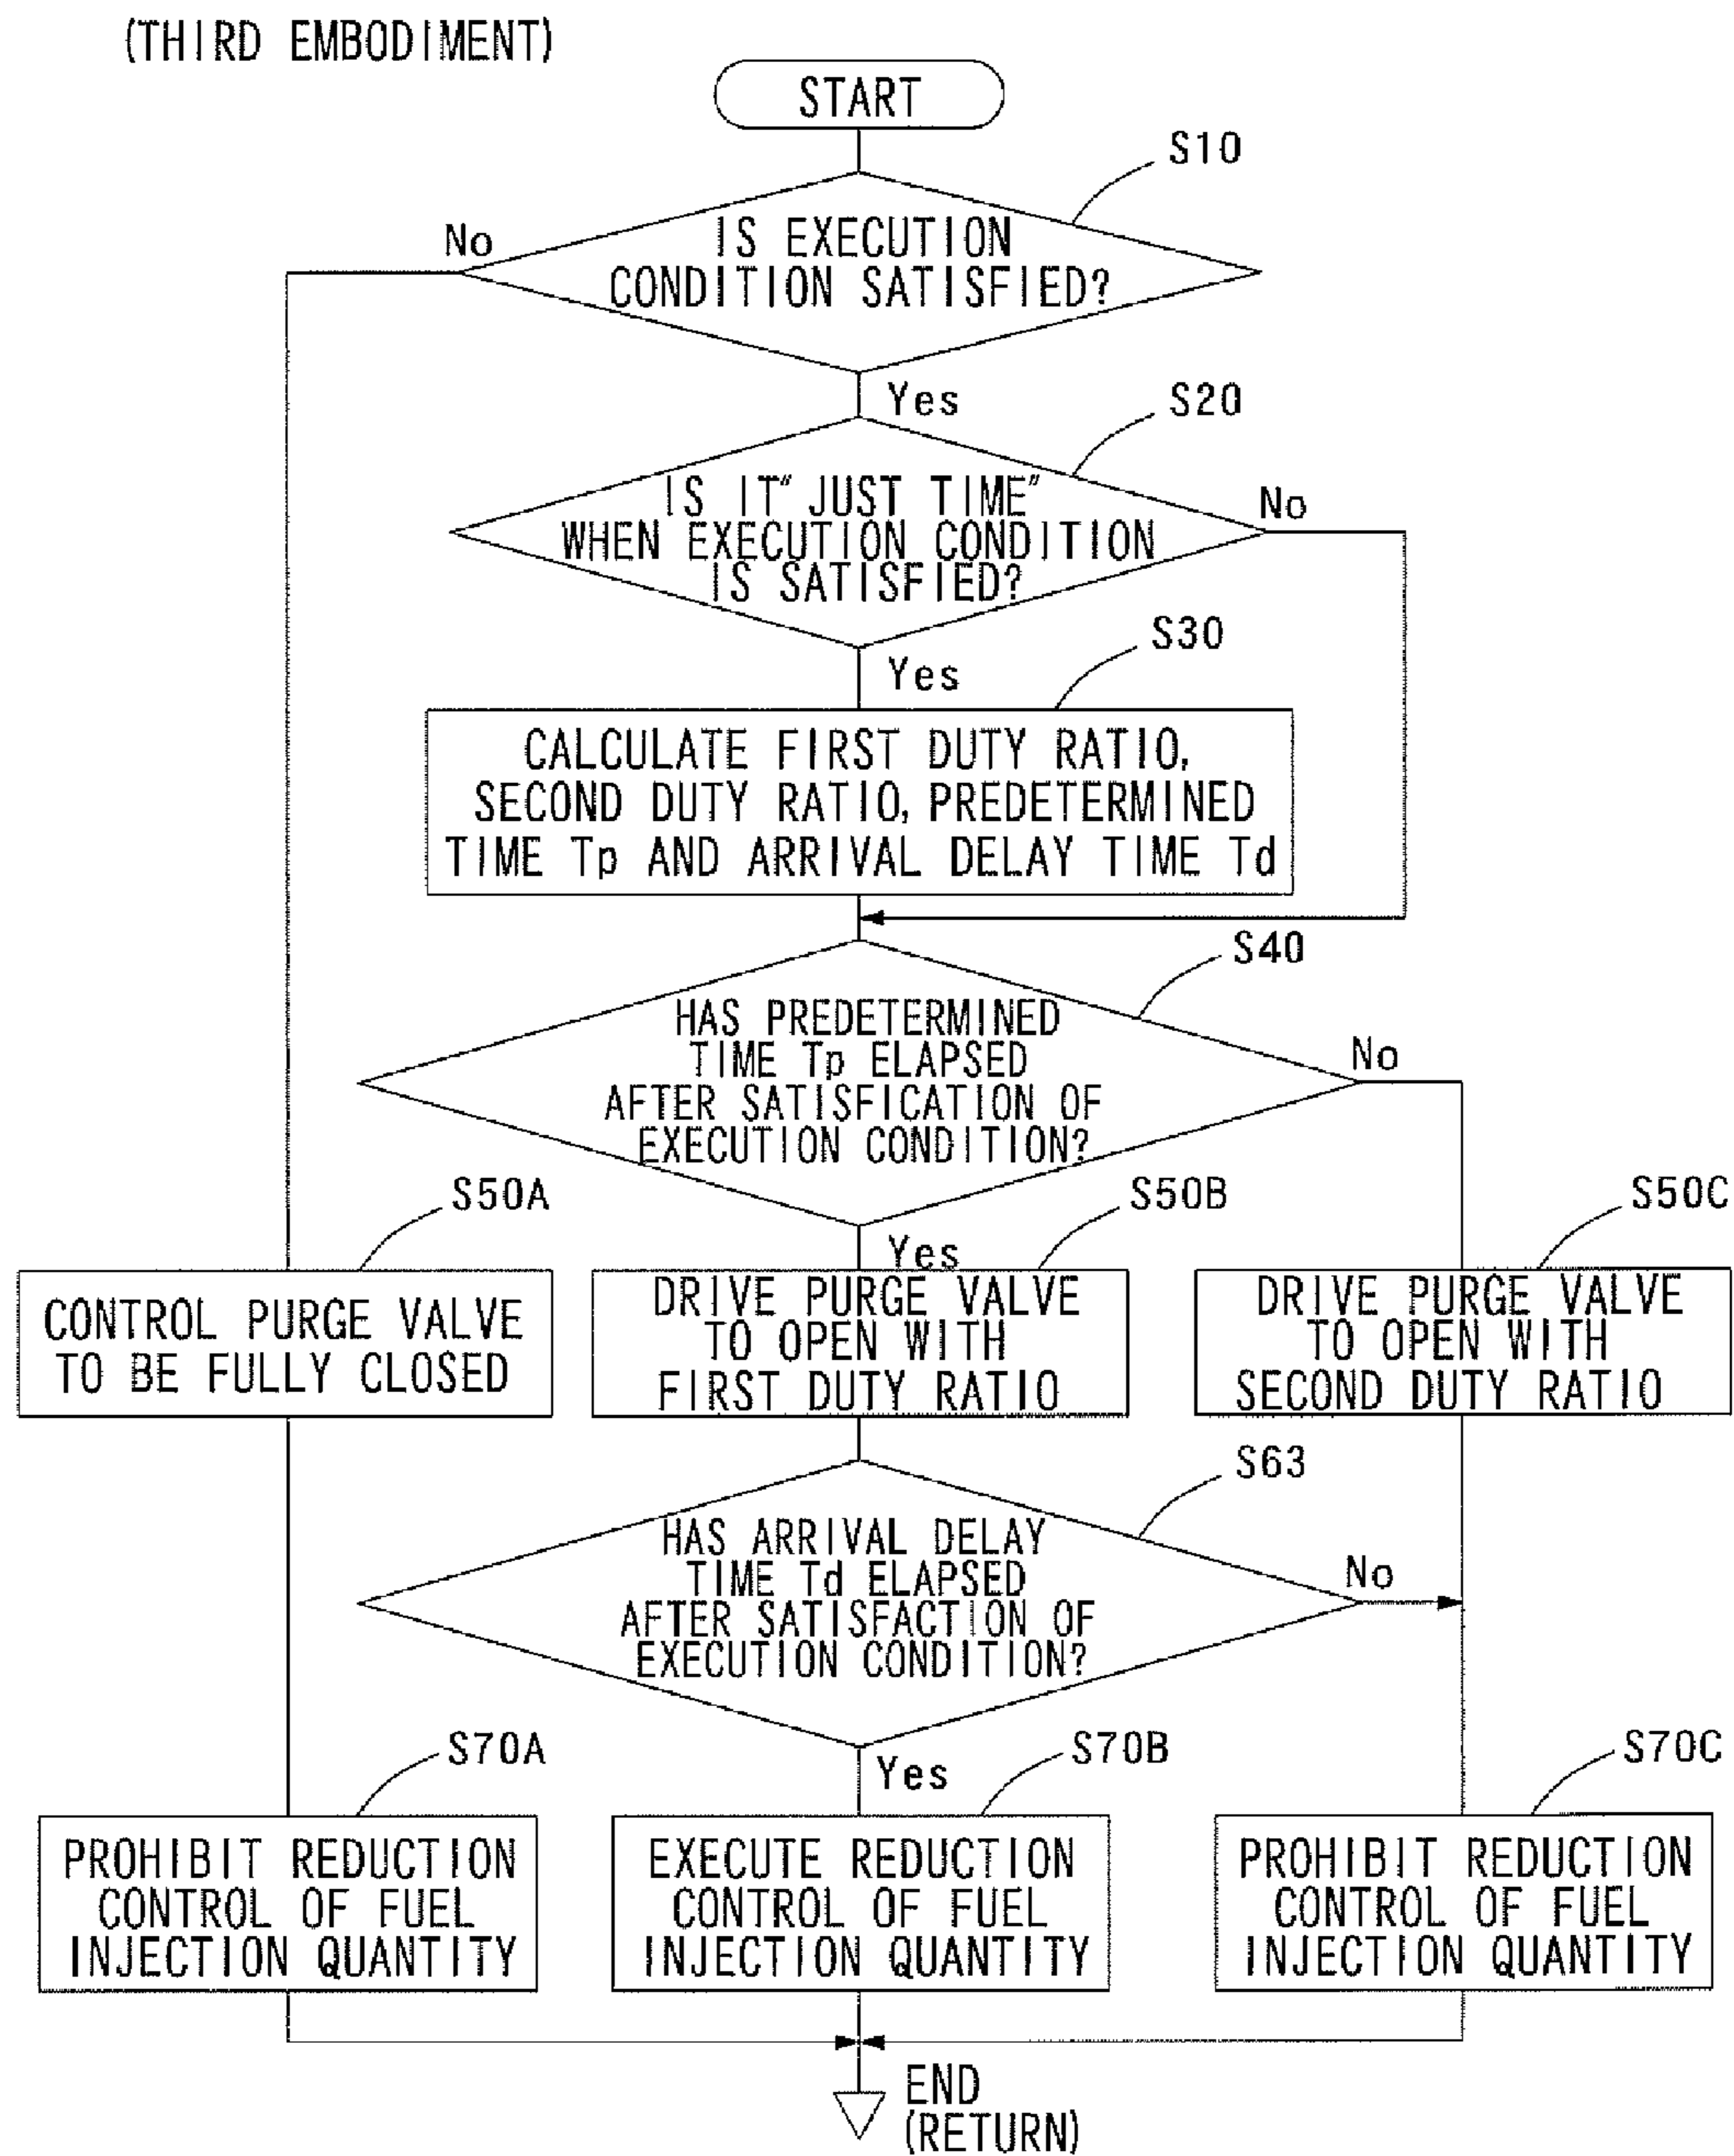 (THIRD EMBODIMENT)
START
S10
No
IS EXECUTION
CONDITION SATISFIED?
Yes
S20
IS IT"JUST TIME"
WHEN EXECUTION CONDITION
IS SATISFIED?
No
Yes
S30
CALCULATE FIRST DUTY RATIO,
SECOND DUTY RATIO, PREDETERMINED
TIME Tp AND ARRIVAL DELAY TIME Td
S40
HAS PREDETERMINED
TIME Tp ELAPSED
AFTER SATISFICATION OF
EXECUTION CONDITION?
No
Yes
S50A
CONTROL PURGE VALVE
TO BE FULLY CLOSED
S50B
DRIVE PURGE VALVE
TO OPEN WITH
FIRST DUTY RATIO
S50C
DRIVE PURGE VALVE
TO OPEN WITH
SECOND DUTY RATIO
S63
HAS ARRIVAL DELAY
TIME Td ELAPSED
AFTER SATISFACTION OF
EXECUTION CONDITION?
No
Yes
S70A
PROHIBIT REDUCTION
CONTROL OF FUEL
INJECTION QUANTITY
S70B
EXECUTE REDUCTION
CONTROL OF FUEL
INJECTION QUANTITY
S70C
PROHIBIT REDUCTION
CONTROL OF FUEL
INJECTION QUANTITY
END
(RETURN)